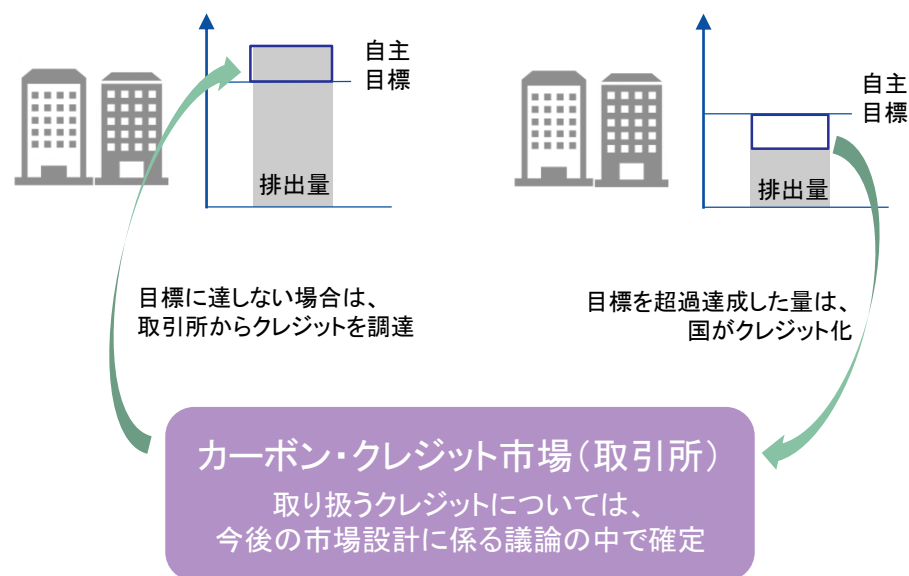 自主
目標
排出量
自主
目標
排出量
目標に達しない場合は、
取引所からクレジットを調達
目標を超過達成した量は、
国がクレジット化
カーボン・クレジット市場（取引所）
取り扱うクレジットについては、
今後の市場設計に係る議論の中で確定